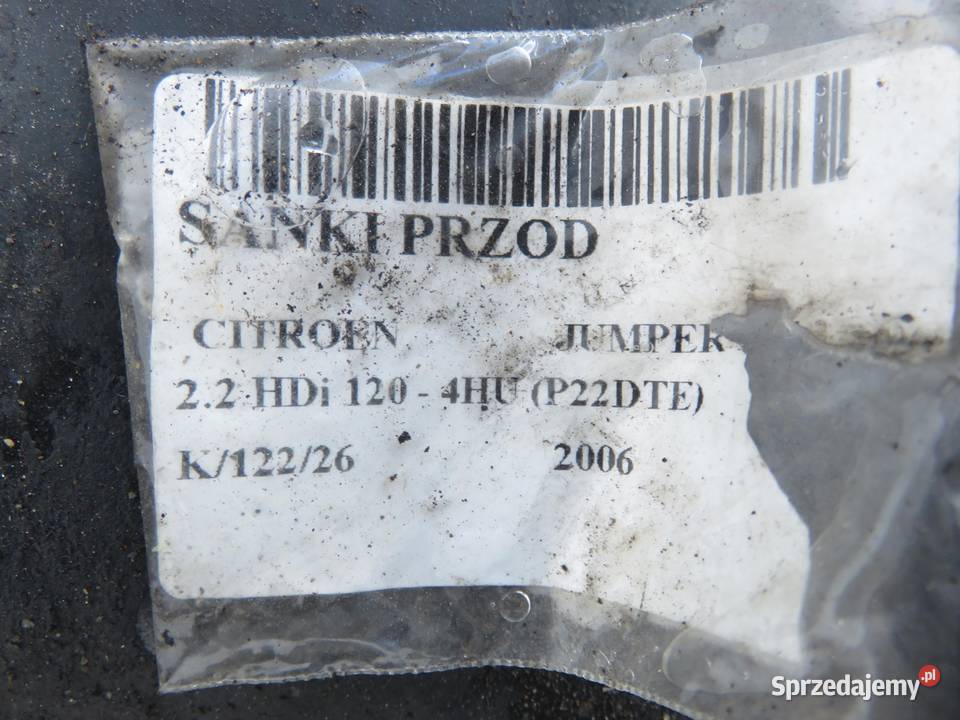 SANKI PRZOD
CITROEN JUMPER
2.2 HDi 120 - 4HU (P22DTE)
K/122/26 2006
Sprzedajemy.pl